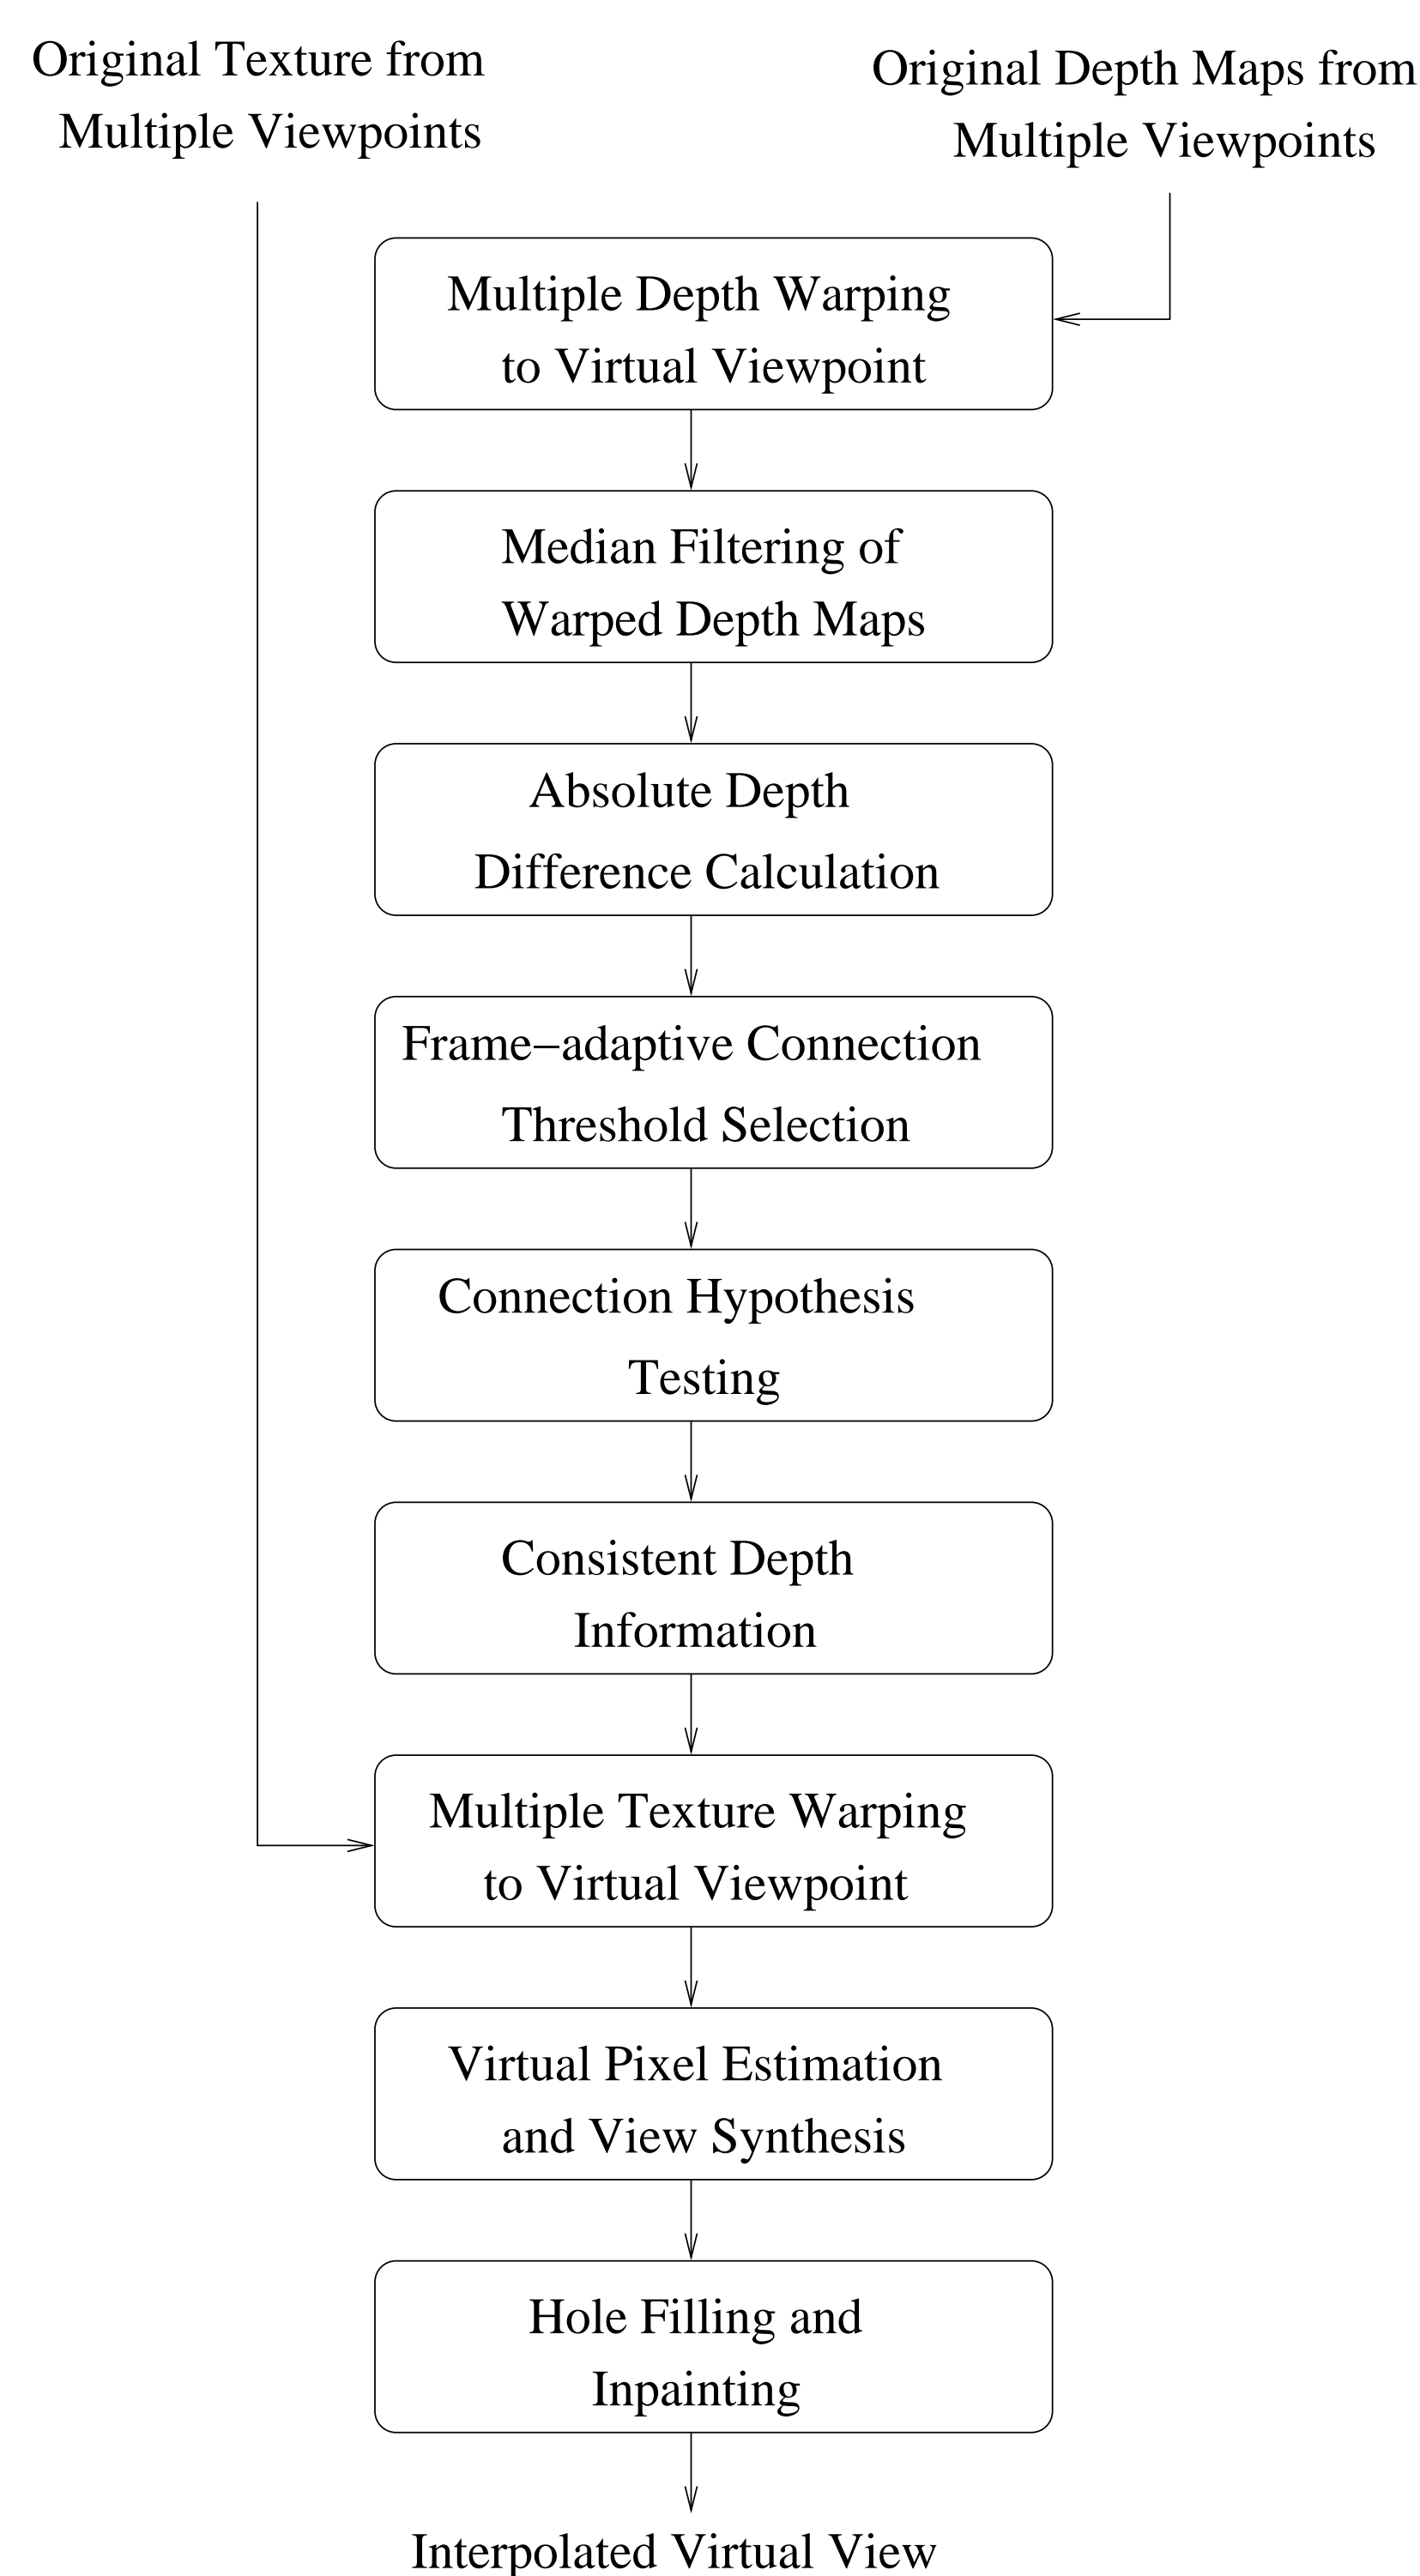 Original Texture from
Multiple Viewpoints
Original Depth Maps from
Multiple Viewpoints
Multiple Depth Warping
to Virtual Viewpoint
Median Filtering of
Warped Depth Maps
Absolute Depth
Difference Calculation
Frame−adaptive Connection
Threshold Selection
Connection Hypothesis
Testing
Consistent Depth
Information
Multiple Texture Warping
to Virtual Viewpoint
Virtual Pixel Estimation
and View Synthesis
Hole Filling and
Inpainting
Interpolated Virtual View